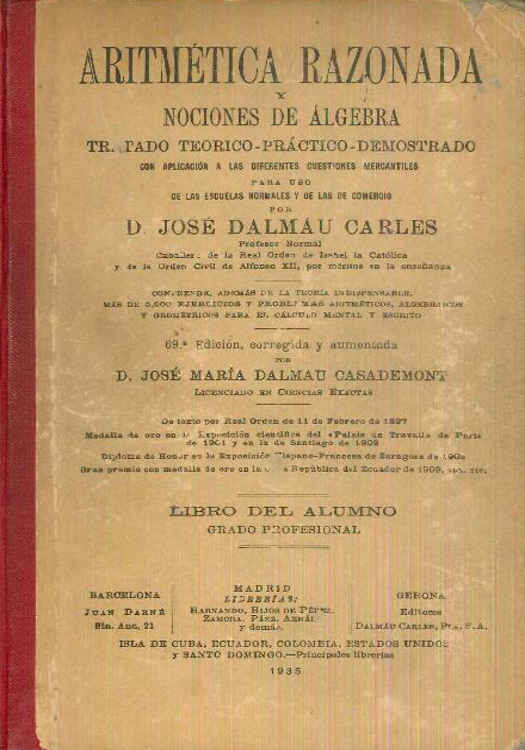 ARITMÉTICA RAZONADA
Y
NOCIONES DE ÁLGEBRA
TR TADO TEORICO-PRÁCTICO-DEMOSTRADO
CON APLICACIÓN A LAS DIFERENTES CUESTIONES MERCANTILES
PARA USO
DE LAS ESCUELAS NORMALES Y DE LAS DE COMERCIO
POR
D. JOSÉ DALMÁU CARLES
Profesor Normal
Caballero de la Real Orden de Isabel la Católica
y de la Orden Civil de Alfonso XII, por méritos en la enseñanza
CONTIENDE, ADEMÁS DE LA TEORÍA INDISPENSABLE,
MÁS DE 5,000 EJERCICIOS Y PROBLEMAS ARITMÉTICOS, ALGEBRAICOS
Y GEOMÉTRICOS PARA EL CÁLCULO MENTAL Y ESCRITO
69.ª Edición, corregida y aumentada
POR
D. JOSÉ MARÍA DALMAU CASADEMONT
LICENCIADO EN CIENCIAS EXACTAS
De texto por Real Orden de 11 de Febrero de 1897
Medalla de oro en la Exposición científica del «Palais du Travail» de París
de 1901 y en la de Santiago de 1909
Diploma de Honor en la Exposición Hispano-Francesa de Zaragoza de 1908
Gran premio con medalla de oro en la República del Ecuador de 1909, etc.
LIBRO DEL ALUMNO
GRADO PROFESIONAL
BARCELONA
JUAN DARNÉ
Bla. Anc. 21
MADRID
LIBRERÍAS:
HERNANDO, HIJOS DE PÉREZ,
ZAMORA, PÁEZ, ARNÁI
y demás.
GERONA
Editores
DALMÁU CARLES, PLA, S.A.
ISLA DE CUBA, ECUADOR, COLOMBIA, ESTADOS UNIDOS
y SANTO DOMINGO.—Principales librerías
1935